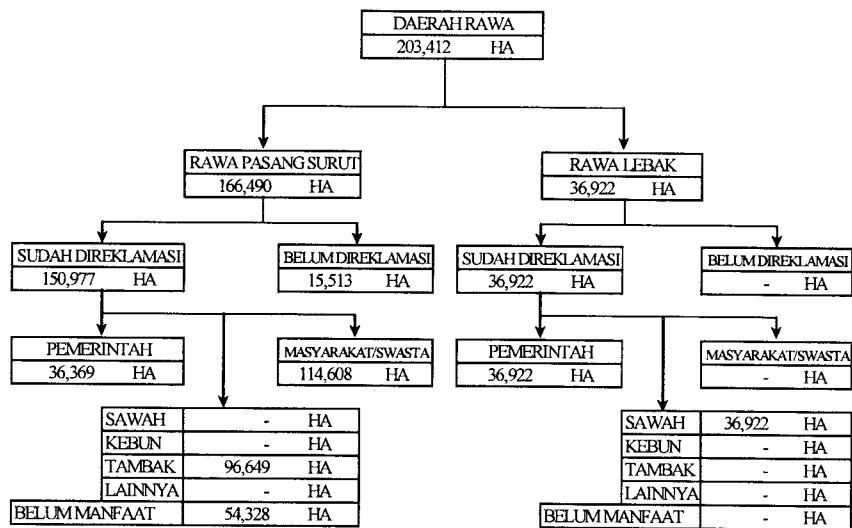 DAERAH RAWA
203,412 HA
RAWA PASANG SURUT
166,490 HA
RAWA LEBAK
36,922 HA
SUDAH DIREKLAMASI
150,977 HA
BELUM DIREKLAMASI
15,513 HA
SUDAH DIREKLAMASI
36,922 HA
BELUM DIREKLAMASI
- HA
PEMERINTAH
36,369 HA
MASYARAKAT/SWASTA
114,608 HA
PEMERINTAH
36,922 HA
MASYARAKAT/SWASTA
- HA
SAWAH - HA
KEBUN - HA
TAMBAK 96,649 HA
LAINNYA - HA
BELUM MANFAAT 54,328 HA
SAWAH 36,922 HA
KEBUN - HA
TAMBAK - HA
LAINNYA - HA
BELUM MANFAAT - HA